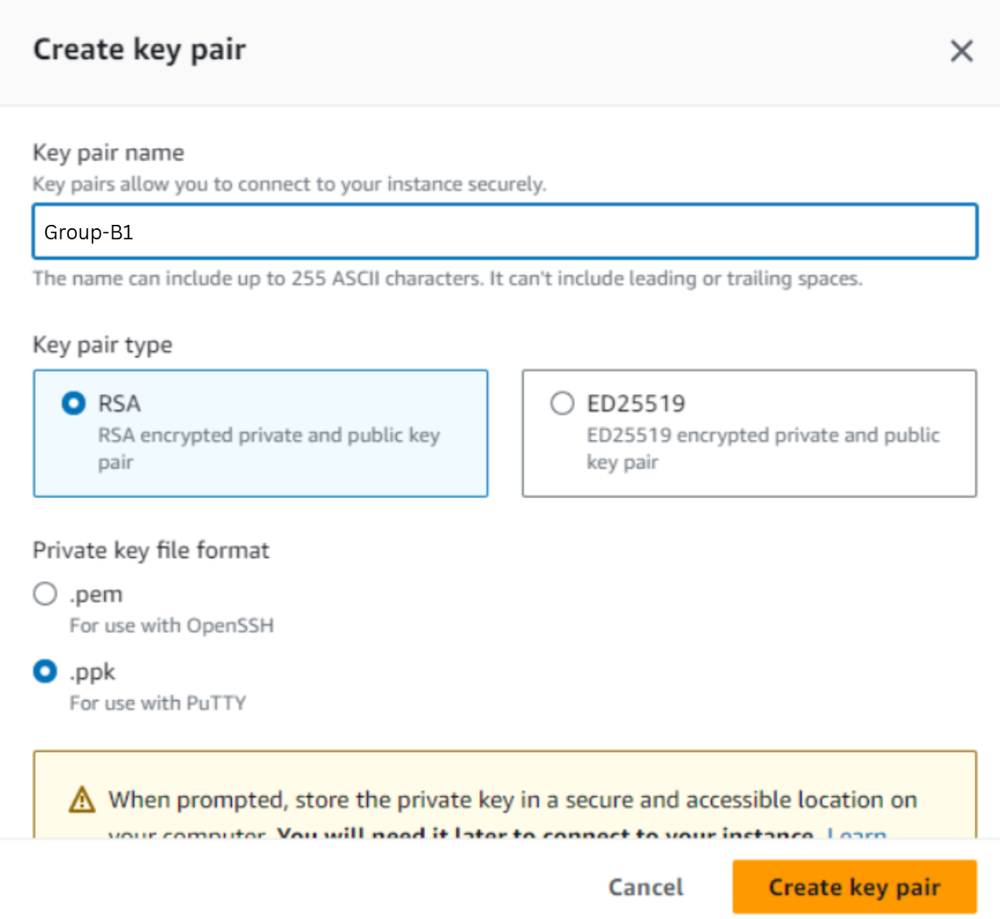 Create key pair
Key pair name
Key pairs allow you to connect to your instance securely.
Group-B1
The name can include up to 255 ASCII characters. It can't include leading or trailing spaces.
Key pair type
RSA
RSA encrypted private and public key
pair
ED25519
ED25519 encrypted private and public
key pair
Private key file format
.pem
For use with OpenSSH
.ppk
For use with PuTTY
When prompted, store the private key in a secure and accessible location on
your computer. You will need it later to connect to your instance. Learn
Cancel
Create key pair